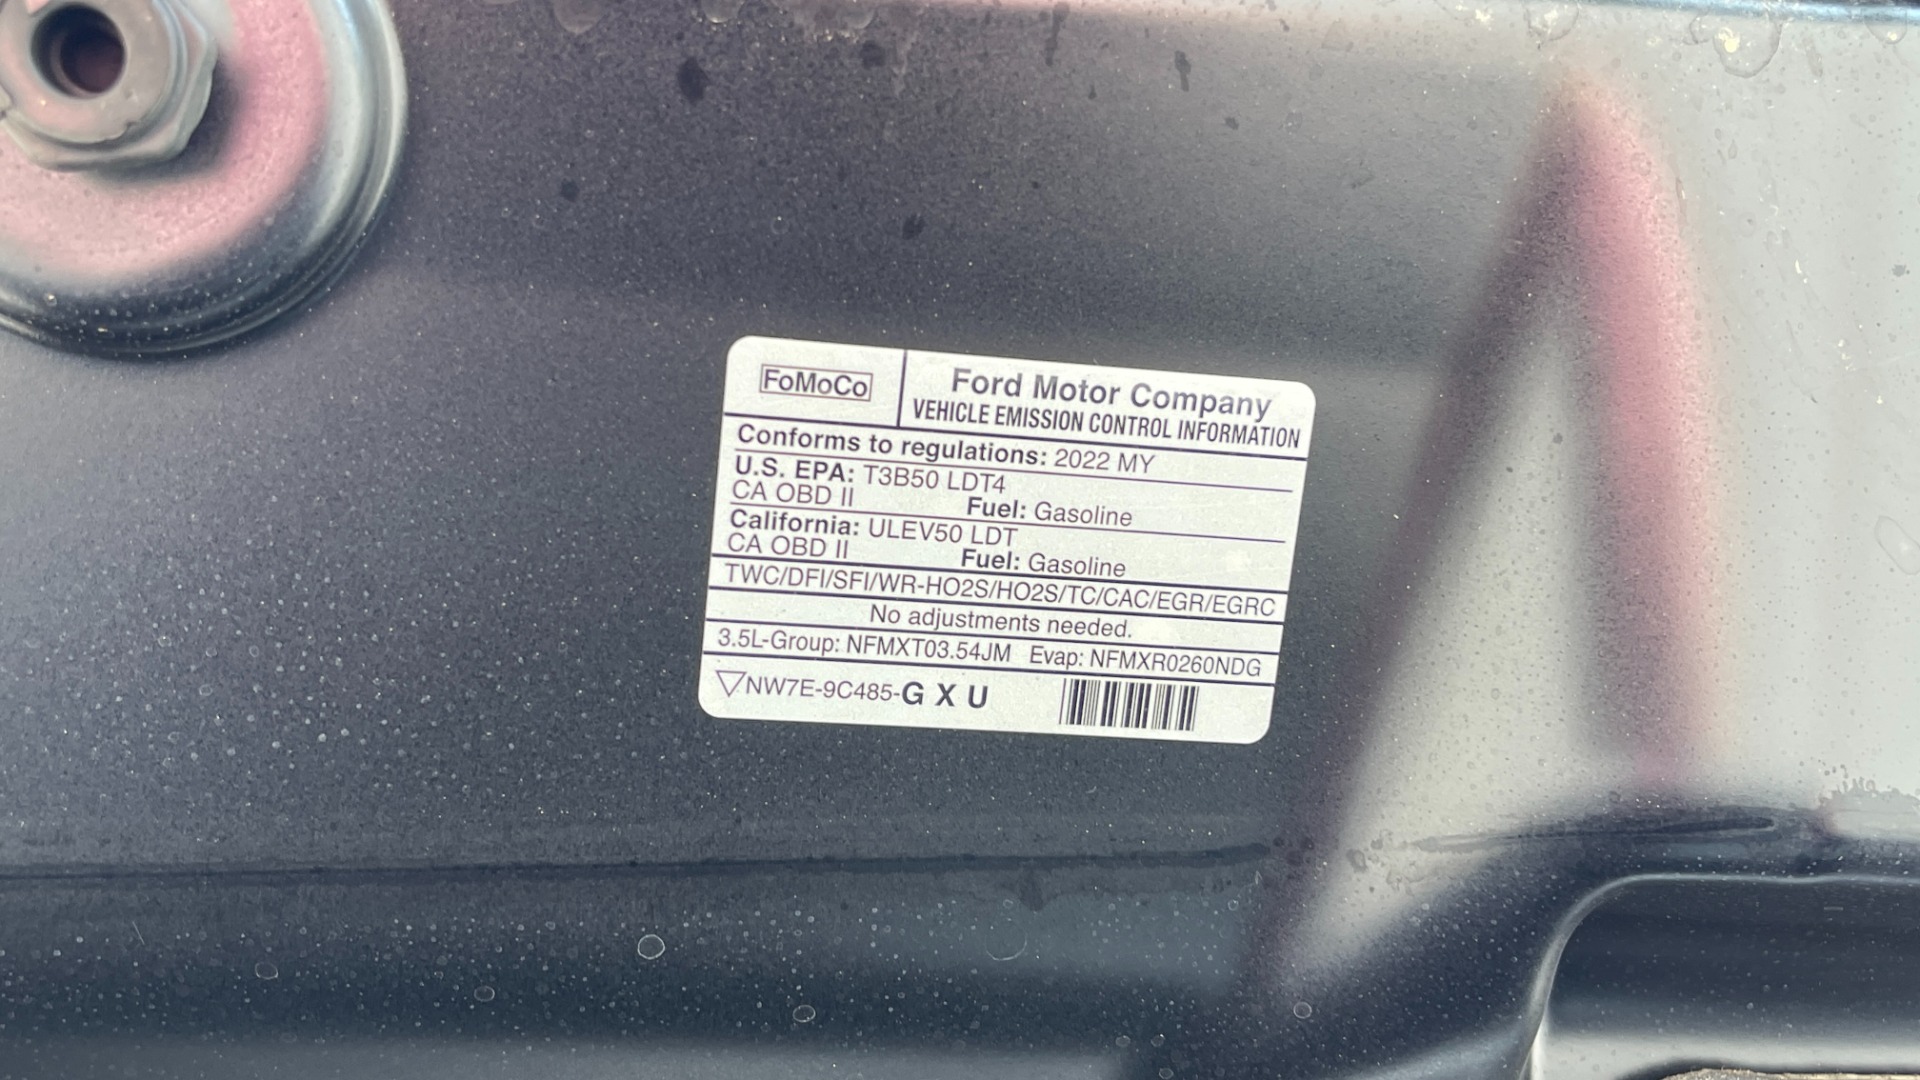 FoMoCo
Ford Motor Company
VEHICLE EMISSION CONTROL INFORMATION
Conforms to regulations: 2022 MY
U.S. EPA: T3B50 LDT4
CA OBD II Fuel: Gasoline
California: ULEV50 LDT
CA OBD II Fuel: Gasoline
TWC/DFI/SFI/WR-HO2S/HO2S/TC/CAC/EGR/EGRC
No adjustments needed.
3.5L-Group: NFMXT03.54JM Evap: NFMXR0260NDG
NW7E-9C485-G X U